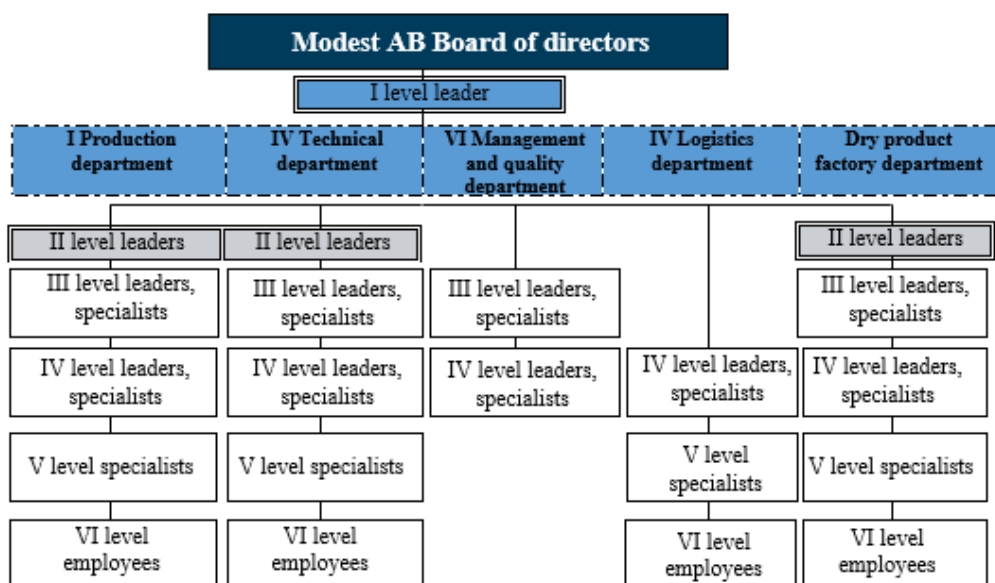 Modest AB Board of directors
I level leader
I Production
department
IV Technical
department
VI Management
and quality
department
IV Logistics
department
Dry product
factory department
II level leaders
II level leaders
II level leaders
III level leaders,
specialists
III level leaders,
specialists
III level leaders,
specialists
III level leaders,
specialists
IV level leaders,
specialists
IV level leaders,
specialists
IV level leaders,
specialists
IV level leaders,
specialists
IV level leaders,
specialists
V level specialists
V level specialists
V level
specialists
V level specialists
VI level
employees
VI level
employees
VI level
employees
VI level
employees